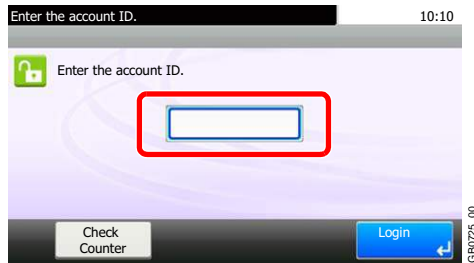 Enter the account ID.
10:10
Enter the account ID.
Check
Counter
Login
GB0725_00